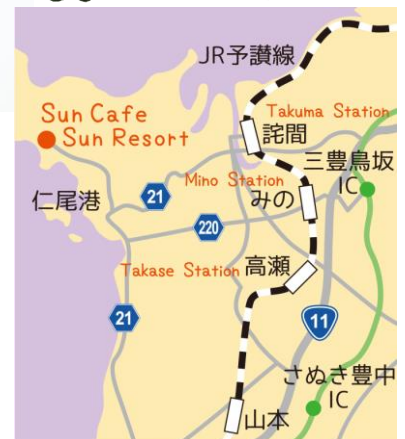 JR予讃線
Sun Cafe
Sun Resort
Takuma Station
詫間
三豊鳥坂
IC
Mino Station
みの
仁尾港
21
220
Takase Station
高瀬
21
11
さぬき豊中
IC
山本